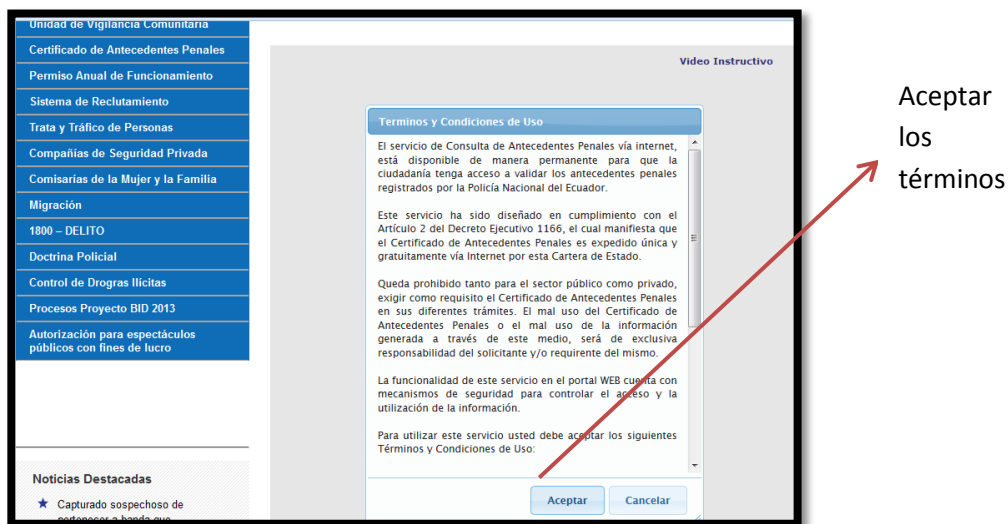 Unidad de Vigilancia Comunitaria
Certificado de Antecedentes Penales
Permiso Anual de Funcionamiento
Sistema de Reclutamiento
Trata y Tráfico de Personas
Compañías de Seguridad Privada
Comisarias de la Mujer y la Familia
Migración
1800 – DELITO
Doctrina Policial
Control de Drogras Ilícitas
Procesos Proyecto BID 2013
Autorización para espectáculos
públicos con fines de lucro
Noticias Destacadas
Capturado sospechoso de
pertenecer a banda que
Video Instructivo
Terminos y Condiciones de Uso
El servicio de Consulta de Antecedentes Penales vía internet,
está disponible de manera permanente para que la
ciudadanía tenga acceso a validar los antecedentes penales
registrados por la Policía Nacional del Ecuador.
Este servicio ha sido diseñado en cumplimiento con el
Artículo 2 del Decreto Ejecutivo 1166, el cual manifiesta que
el Certificado de Antecedentes Penales es expedido única y
gratuitamente vía Internet por esta Cartera de Estado.
Queda prohibido tanto para el sector público como privado,
exigir como requisito el Certificado de Antecedentes Penales
en sus diferentes trámites. El mal uso del Certificado de
Antecedentes Penales o el mal uso de la información
generada a través de este medio, será de exclusiva
responsabilidad del solicitante y/o requirente del mismo.
La funcionalidad de este servicio en el portal WEB cuenta con
mecanismos de seguridad para controlar el acceso y la
utilización de la información.
Para utilizar este servicio usted debe aceptar los siguientes
Términos y Condiciones de Uso:
Aceptar Cancelar
Aceptar
los
términos